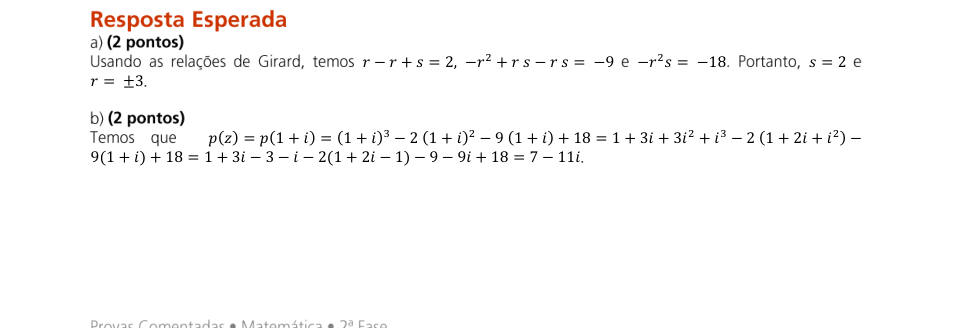 Resposta Esperada
a) (2 pontos)
Usando as relações de Girard, temos r − r + s = 2, −r² + r s − r s = −9 e −r²s = −18. Portanto, s = 2 e
r = ±3.
b) (2 pontos)
Temos que p(z) = p(1 + i) = (1 + i)³ − 2 (1 + i)² − 9 (1 + i) + 18 = 1 + 3i + 3i² + i³ − 2 (1 + 2i + i²) −
9(1 + i) + 18 = 1 + 3i − 3 − i − 2(1 + 2i − 1) − 9 − 9i + 18 = 7 − 11i.
Provas Comentadas • Matemática • 2ª Fase